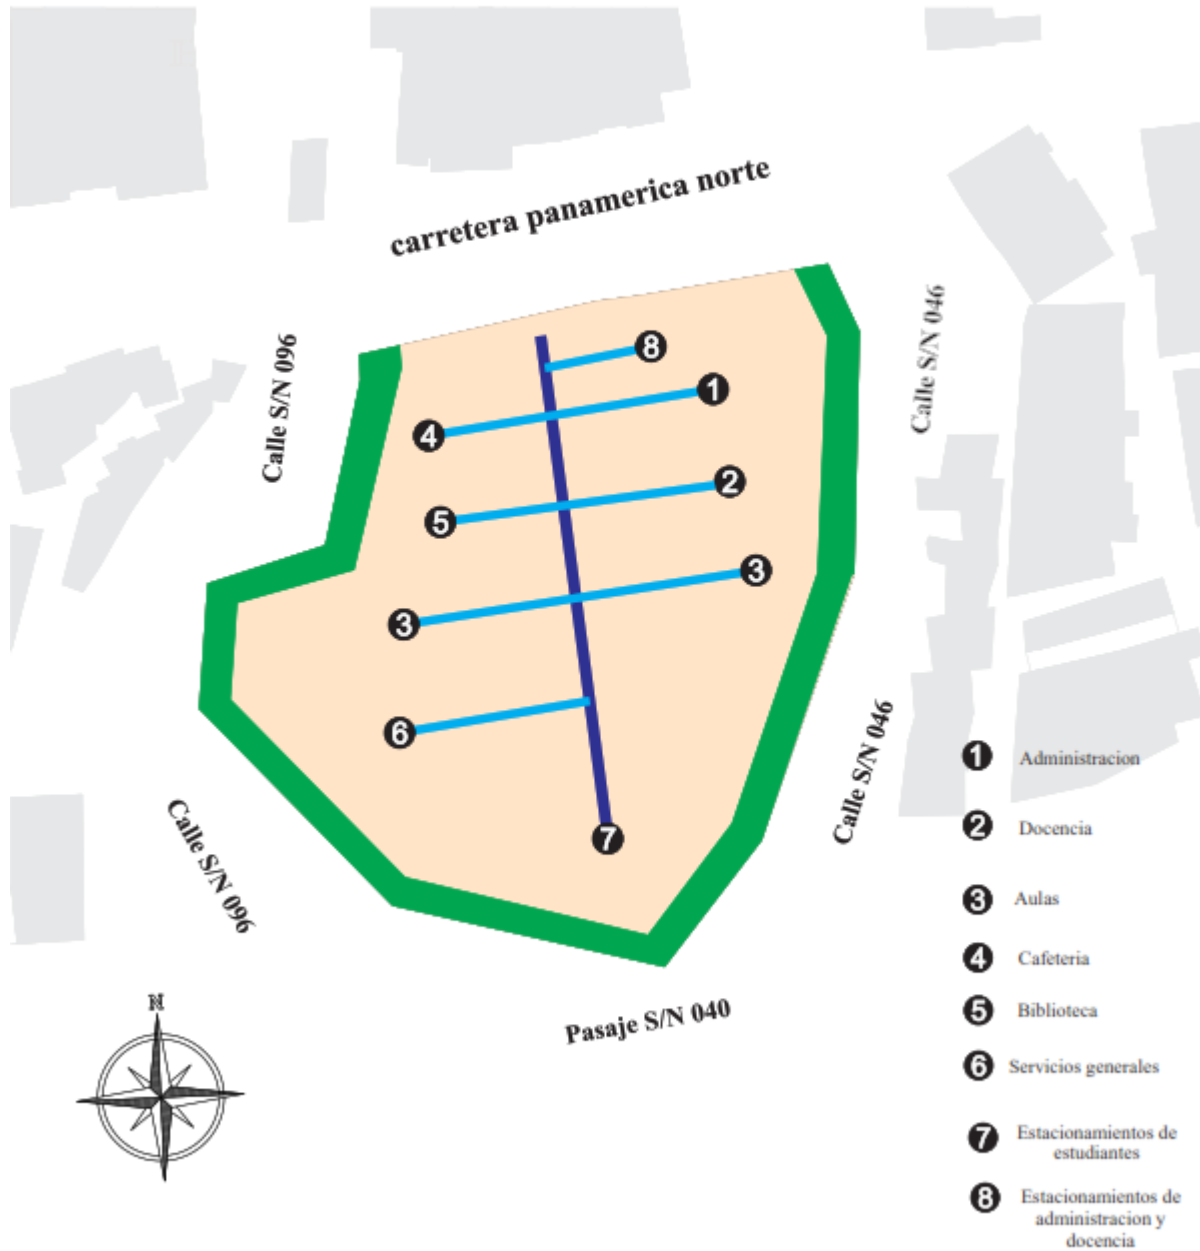 carretera panamerica norte
Calle S/N 096
Calle S/N 046
8
1
4
2
5
3
3
6
7
Calle S/N 046
Calle S/N 096
Pasaje S/N 040
N
1 Administracion
2 Docencia
3 Aulas
4 Cafeteria
5 Biblioteca
6 Servicios generales
7 Estacionamientos de
estudiantes
8 Estacionamientos de
administracion y
docencia